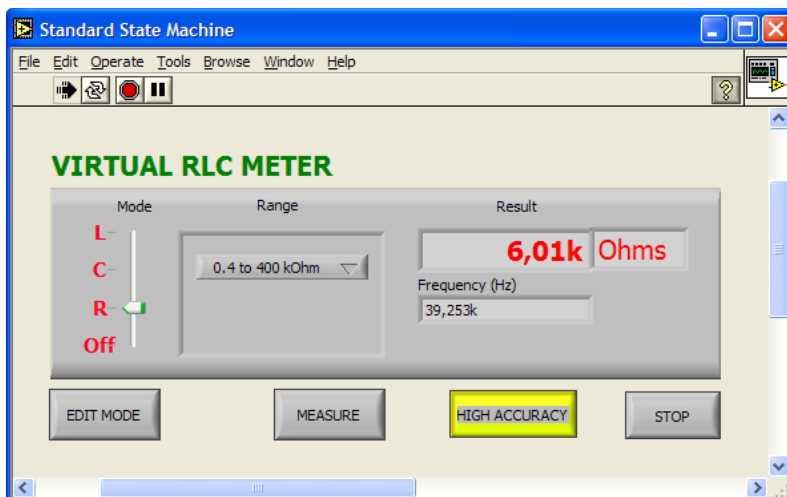 Standard State Machine
File Edit Operate Tools Browse Window Help
VIRTUAL RLC METER
Mode Range Result
L
C
R
Off
0.4 to 400 kOhm
6,01k Ohms
Frequency (Hz)
39,253k
EDIT MODE MEASURE HIGH ACCURACY STOP